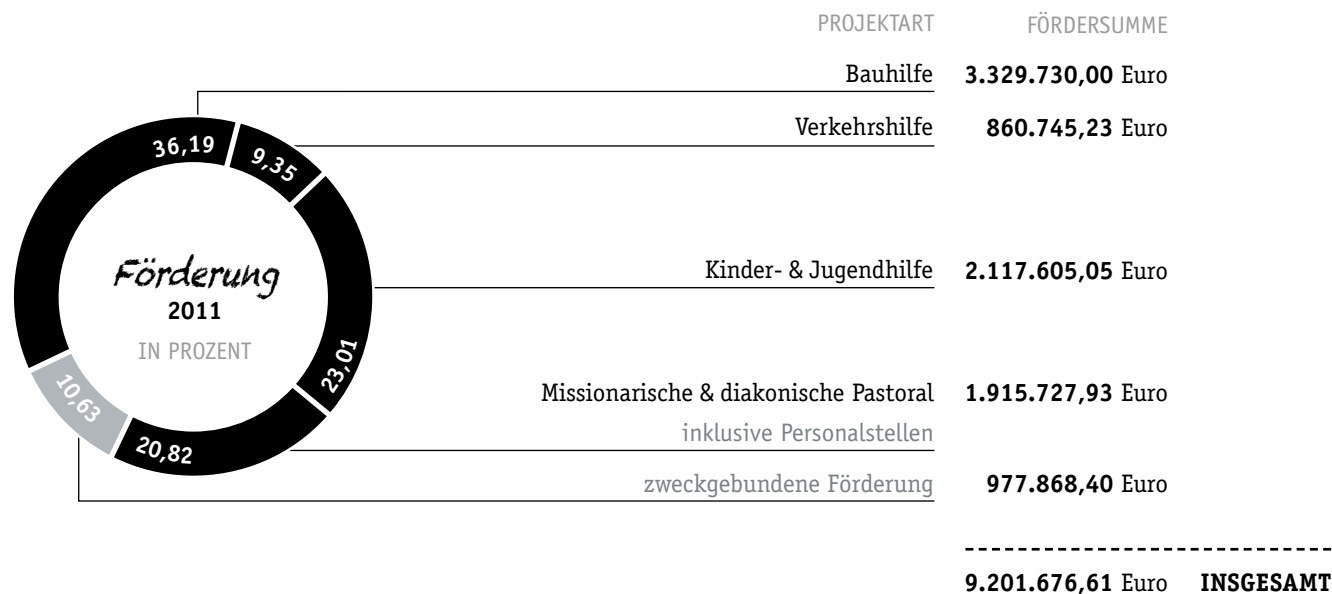 PROJEKTART FÖRDERSUMME
Bauhilfe 3.329.730,00 Euro
Verkehrshilfe 860.745,23 Euro
36,19 9,35
Kinder- & Jugendhilfe 2.117.605,05 Euro
Förderung
2011
IN PROZENT
23,01
10,63
20,82
Missionarische & diakonische Pastoral 1.915.727,93 Euro
inklusive Personalstellen
zweckgebundene Förderung 977.868,40 Euro
9.201.676,61 Euro INSGESAMT